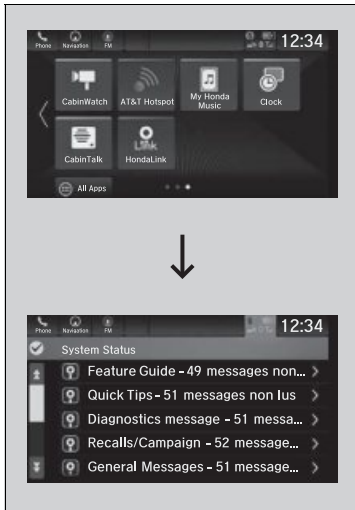 Phone Navigation FM 12:34
CabinWatch AT&T Hotspot My Honda Music Clock
CabinTalk Link HondaLink
All Apps
Phone Navigation FM 12:34
System Status
Feature Guide - 49 messages non...
Quick Tips - 51 messages non lus
Diagnostics message - 51 messa...
Recalls/Campaign - 52 message...
General Messages - 51 message...